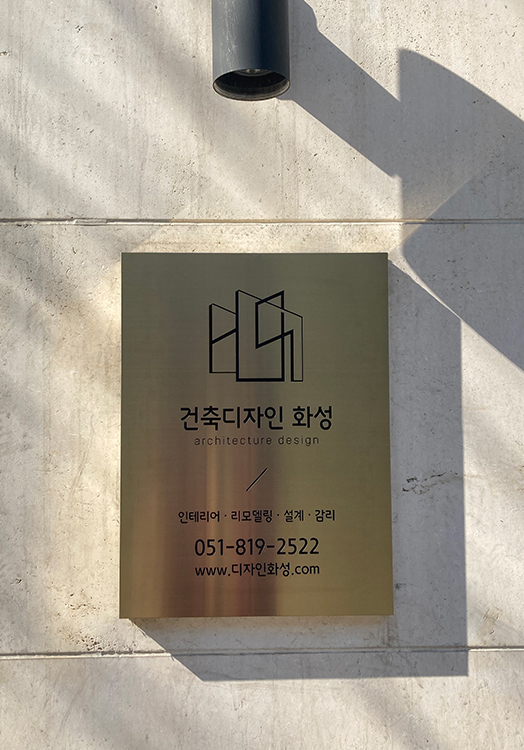 건축디자인 화성
architecture design
인테리어 · 리모델링 · 설계 · 감리
051-819-2522
www.디자인화성.com